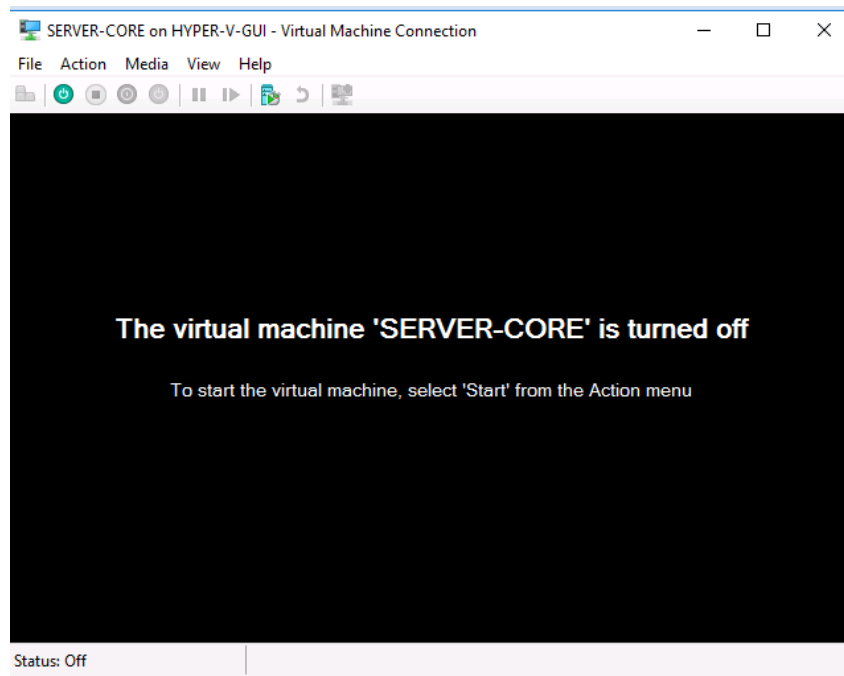 SERVER-CORE on HYPER-V-GUI - Virtual Machine Connection
File Action Media View Help
The virtual machine 'SERVER-CORE' is turned off
To start the virtual machine, select 'Start' from the Action menu
Status: Off